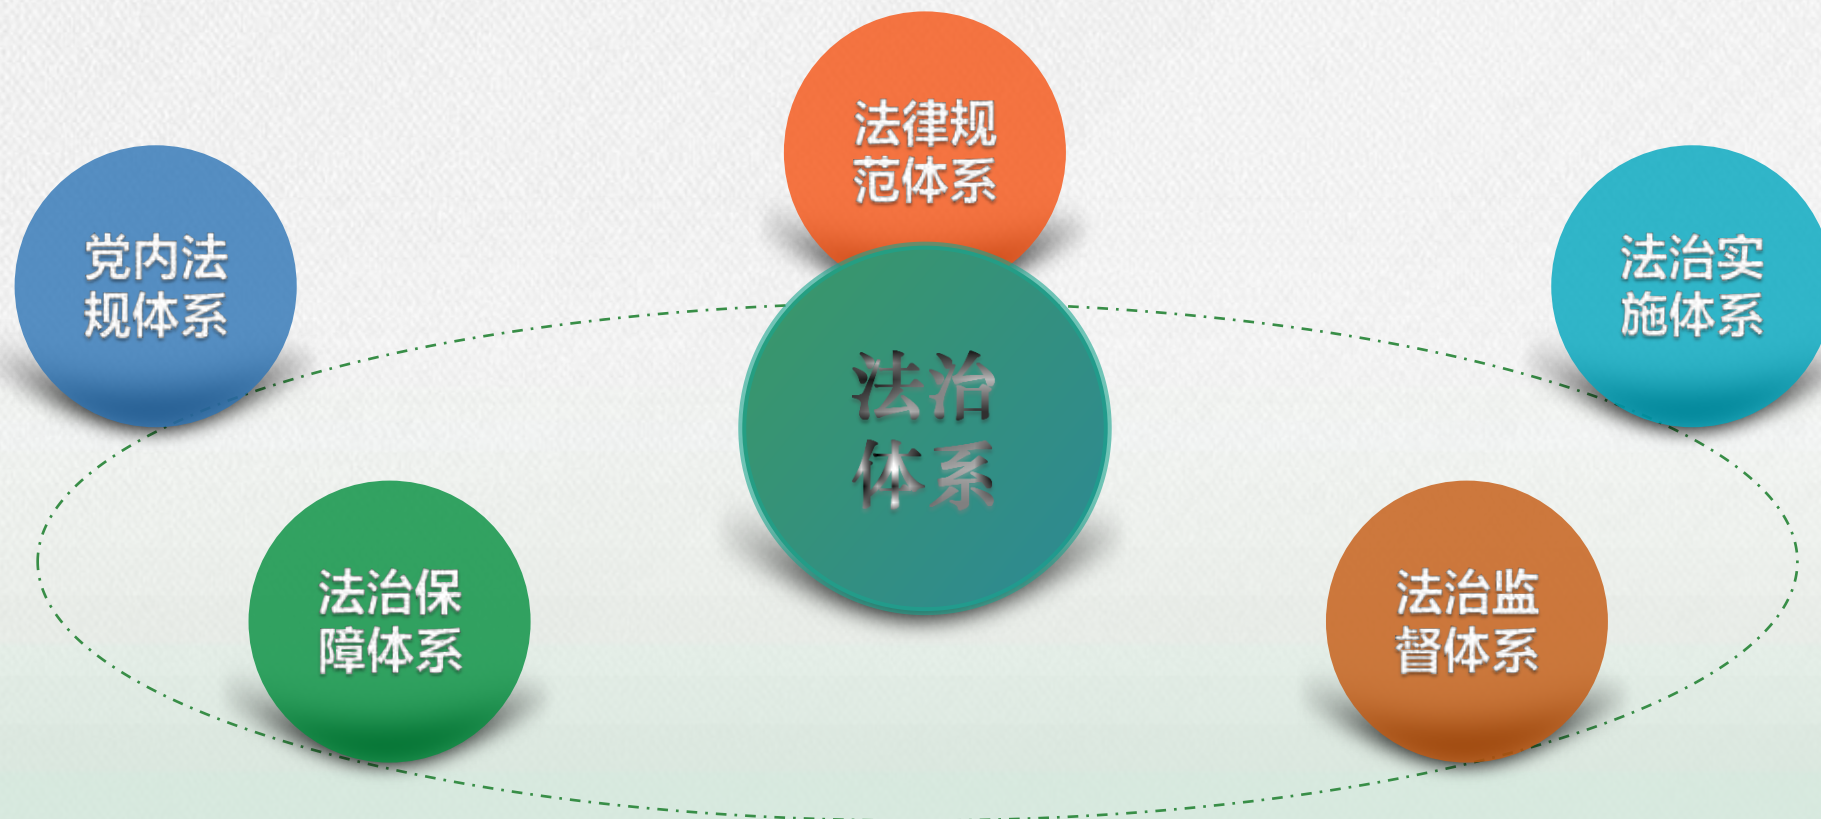 法律规
范体系
党内法
规体系
法治实
施体系
法治
体系
法治保
障体系
法治监
督体系